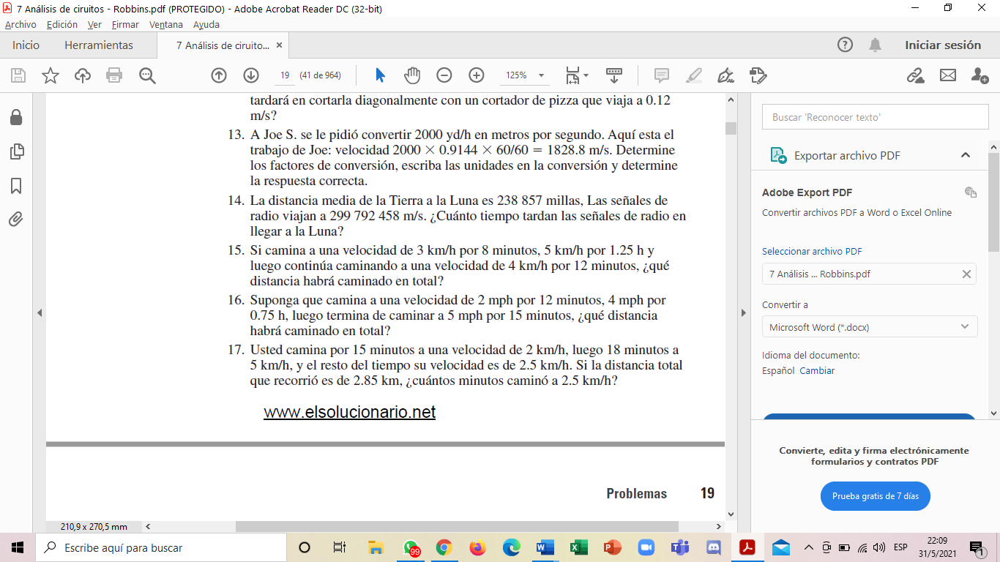 7 Análisis de ciruitos - Robbins.pdf (PROTEGIDO) - Adobe Acrobat Reader DC (32-bit)
Archivo Edición Ver Firmar Ventana Ayuda
Inicio Herramientas 7 Análisis de ciruito... × Iniciar sesión
19 (41 de 964) 125%
tardará en cortarla diagonalmente con un cortador de pizza que viaja a 0.12
m/s?
13. A Joe S. se le pidió convertir 2000 yd/h en metros por segundo. Aquí esta el
trabajo de Joe: velocidad 2000 × 0.9144 × 60/60 = 1828.8 m/s. Determine
los factores de conversión, escriba las unidades en la conversión y determine
la respuesta correcta.
14. La distancia media de la Tierra a la Luna es 238 857 millas, Las señales de
radio viajan a 299 792 458 m/s. ¿Cuánto tiempo tardan las señales de radio en
llegar a la Luna?
15. Si camina a una velocidad de 3 km/h por 8 minutos, 5 km/h por 1.25 h y
luego continúa caminando a una velocidad de 4 km/h por 12 minutos, ¿qué
distancia habrá caminado en total?
16. Suponga que camina a una velocidad de 2 mph por 12 minutos, 4 mph por
0.75 h, luego termina de caminar a 5 mph por 15 minutos, ¿qué distancia
habrá caminado en total?
17. Usted camina por 15 minutos a una velocidad de 2 km/h, luego 18 minutos a
5 km/h, y el resto del tiempo su velocidad es de 2.5 km/h. Si la distancia total
que recorrió es de 2.85 km, ¿cuántos minutos caminó a 2.5 km/h?
www.elsolucionario.net
Problemas 19
210,9 x 270,5 mm
Buscar 'Reconocer texto'
Exportar archivo PDF
Adobe Export PDF
Convertir archivos PDF a Word o Excel Online
Seleccionar archivo PDF
7 Análisis ... Robbins.pdf
Convertir a
Microsoft Word (*.docx)
Idioma del documento:
Español Cambiar
Convierte, edita y firma electrónicamente
formularios y contratos PDF
Prueba gratis de 7 días
Escribe aquí para buscar
99
ESP
22:09
31/5/2021
1